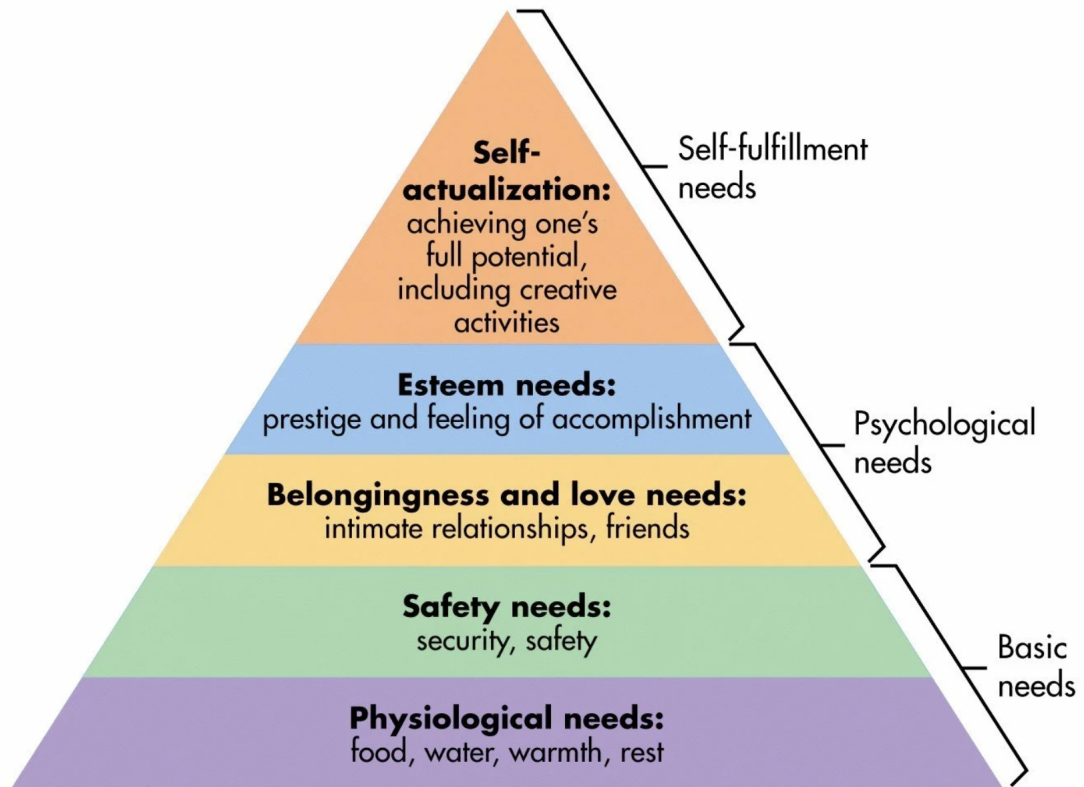 Self-
actualization:
achieving one's
full potential,
including creative
activities
Self-fulfillment
needs
Esteem needs:
prestige and feeling of accomplishment
Psychological
needs
Belongingness and love needs:
intimate relationships, friends
Safety needs:
security, safety
Basic
needs
Physiological needs:
food, water, warmth, rest